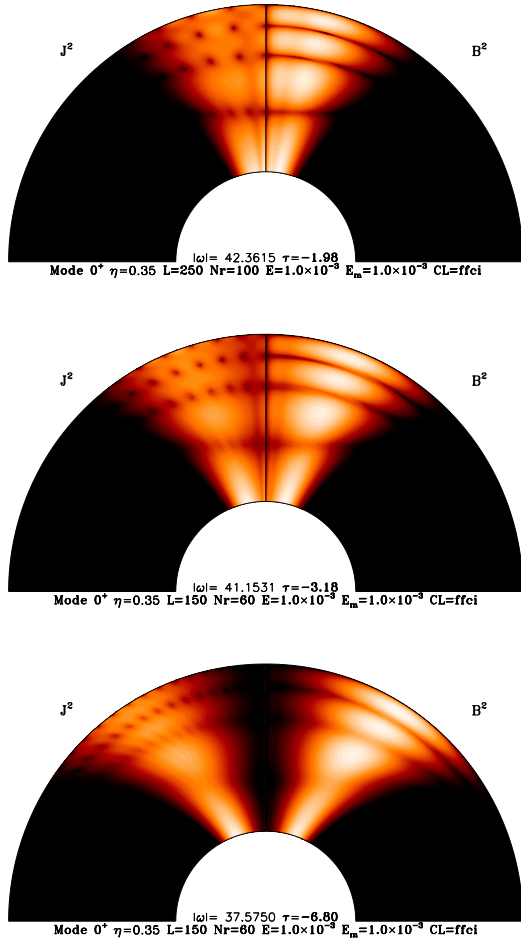 J² B²
|ω|= 42.3615 τ=−1.98
Mode 0⁺ η=0.35 L=250 Nr=100 E=1.0×10⁻³ Eₘ=1.0×10⁻³ CL=ffci
J² B²
|ω|= 41.1531 τ=−3.18
Mode 0⁺ η=0.35 L=150 Nr=60 E=1.0×10⁻³ Eₘ=1.0×10⁻³ CL=ffci
J² B²
|ω|= 37.5750 τ=−6.80
Mode 0⁺ η=0.35 L=150 Nr=60 E=1.0×10⁻³ Eₘ=1.0×10⁻³ CL=ffci